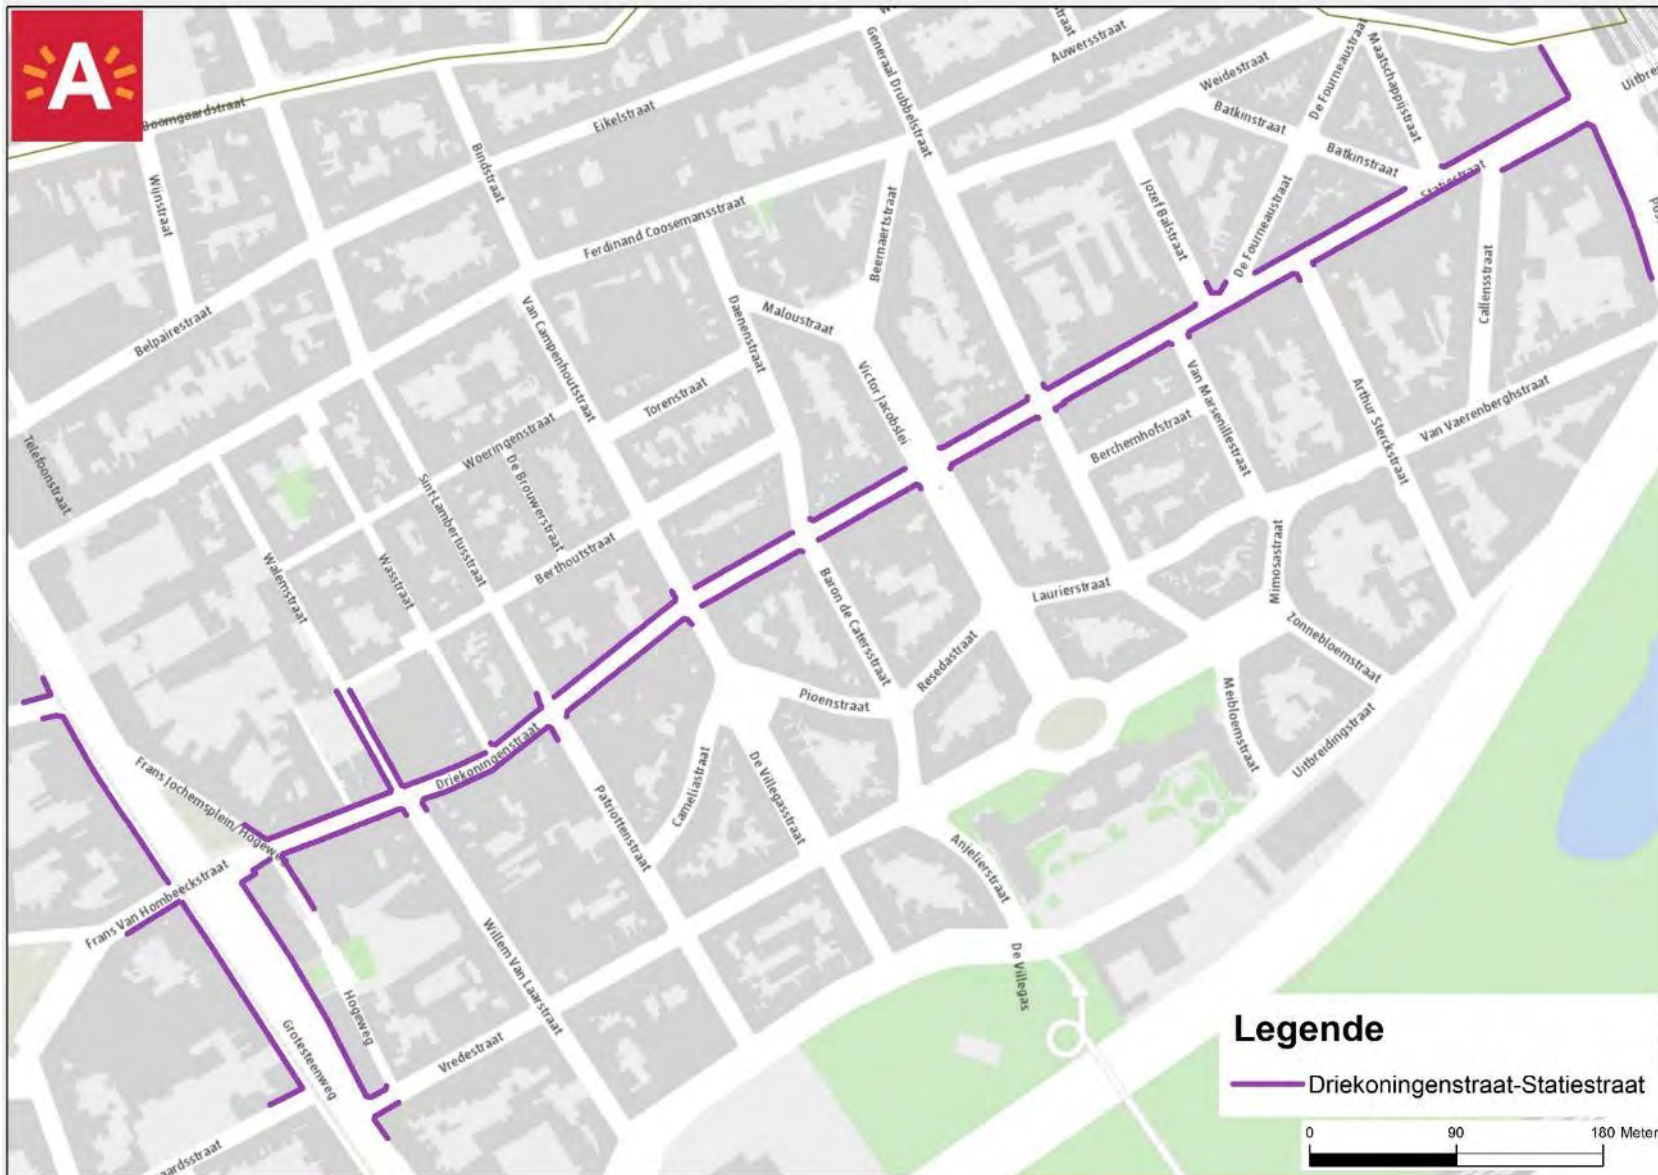 A
Boomgaardstraat
Wijnstraat
Bindstraat
Eikelstraat
Generaal Drubbelstraat
Auwersstraat
Weidestraat
De Fourneaustraat
Maatschappijstraat
Batkinstraat
Batkinstraat
Statiestraat
Jozef Balstraat
De Fourneaustraat
Beernaertstraat
Ferdinand Coosemansstraat
Belpairestraat
Van Campenhoutstraat
Daenenstraat
Maloustraat
Victor Jacobslei
Torenstraat
Woeringenstraat
De Brouwerstraat
Sint-Lambertusstraat
Berthoutstraat
Telefoonstraat
Walemstraat
Wasstraat
Callensstraat
Arthur Sterckstraat
Van Vaerenberghstraat
Van Marsenillestraat
Berchemhofstraat
Laurierstraat
Mimosastraat
Zonnebloemstraat
Meibloemstraat
Uitbreidingstraat
Baron de Catersstraat
Resedastraat
Pioenstraat
Cameliastraat
De Villegasstraat
Patriottenstraat
Driekoningenstraat
Frans Jochemsplein/Hogeweg
Frans Van Hombeeckstraat
Willem Van Laarstraat
Anjelierstraat
De Villegas
Hogeweg
Grotesteenweg
Vredestraat
aardsstraat
Legende
Driekoningenstraat-Statiestraat
0 90 180 Meter